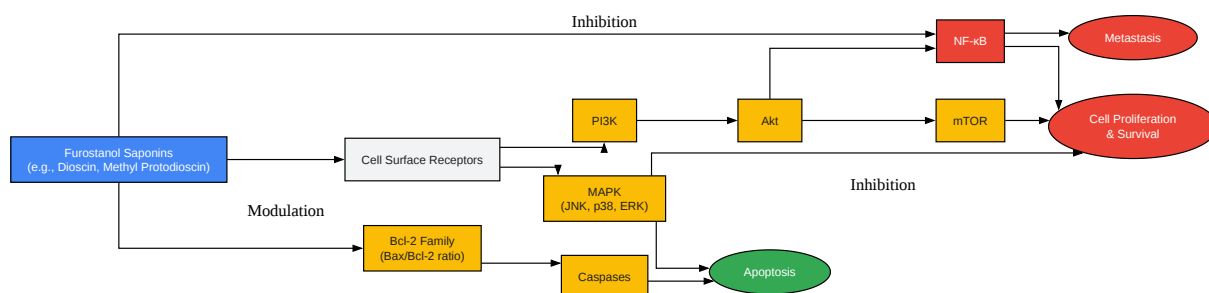 Inhibition
NF-κB
Metastasis
PI3K
Akt
mTOR
Cell Proliferation
& Survival
Furostanol Saponins
(e.g., Dioscin, Methyl Protodioscin)
Cell Surface Receptors
MAPK
(JNK, p38, ERK)
Inhibition
Modulation
Bcl-2 Family
(Bax/Bcl-2 ratio)
Caspases
Apoptosis